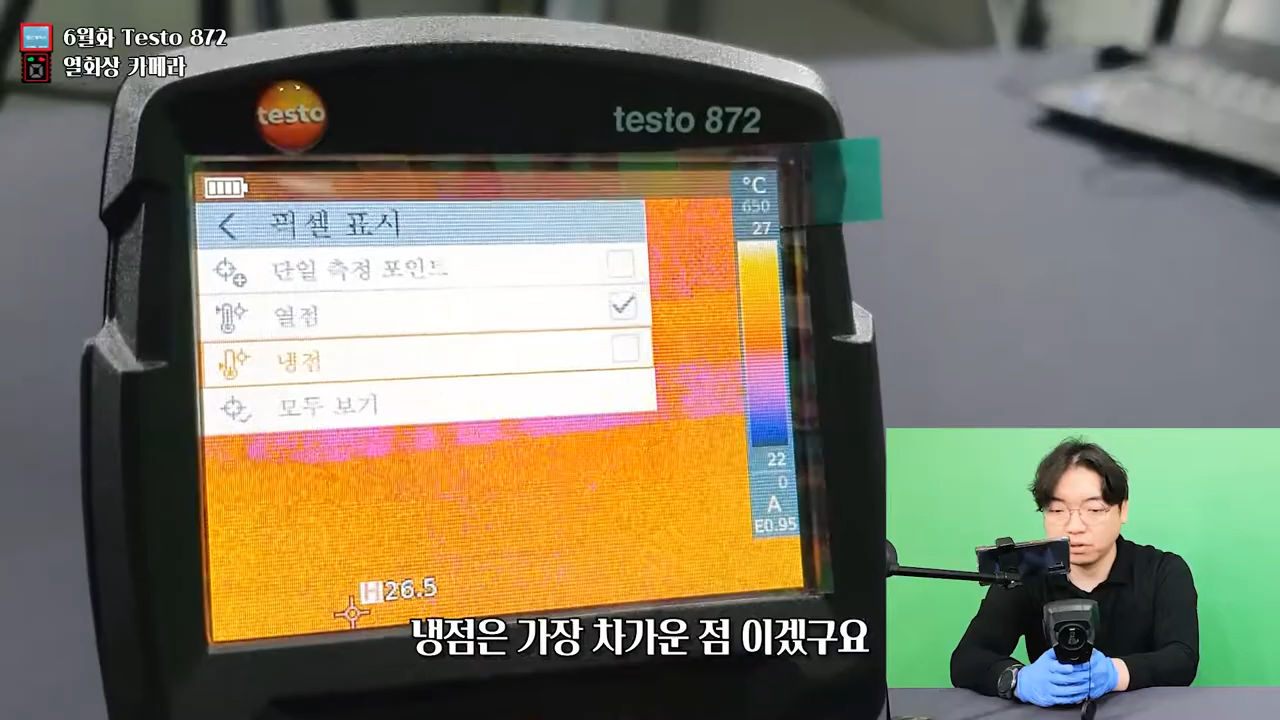 6월화 Testo 872
열화상 카메라
testo
testo 872
°C
650
27
픽셀 표시
단일 측정 포인트
열점
냉점
모두 보기
22
0
A
E0.95
H26.5
냉점은 가장 차가운 점 이겠구요